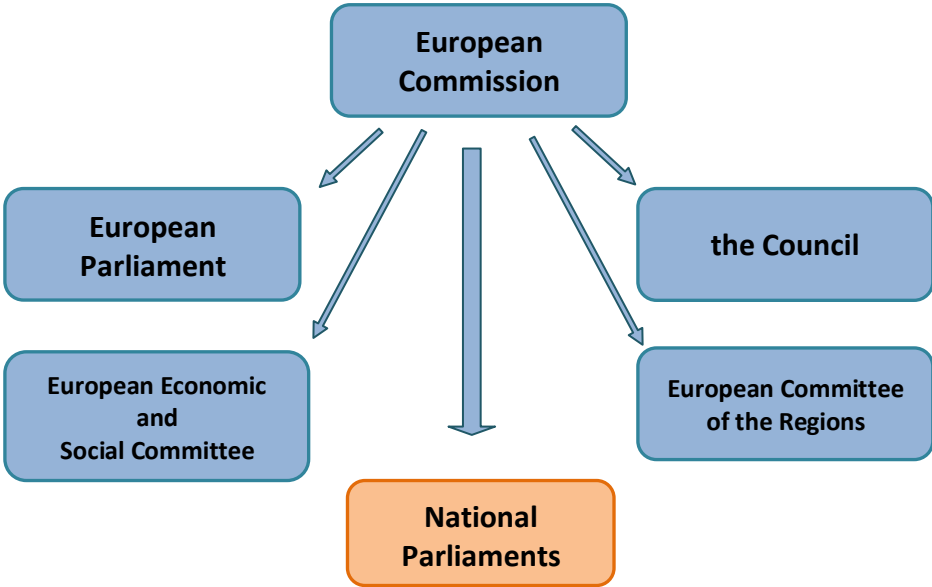 European
Commission
European
Parliament
the Council
European Economic
and
Social Committee
European Committee
of the Regions
National
Parliaments